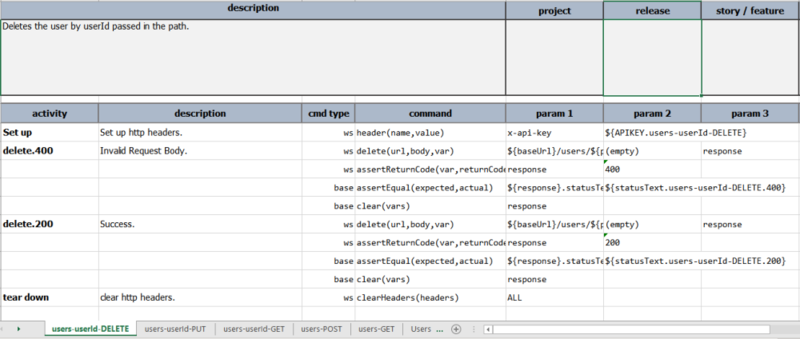 description project release story / feature
Deletes the user by userId passed in the path.
activity description cmd type command param 1 param 2 param 3
Set up Set up http headers. ws header(name,value) x-api-key ${APIKEY.users-userId-DELETE}
delete.400 Invalid Request Body. ws delete(url,body,var) ${baseUrl}/users/${p (empty) response
ws assertReturnCode(var,returnCode response 400
base assertEqual(expected,actual) ${response}.statusTe ${statusText.users-userId-DELETE.400}
base clear(vars) response
delete.200 Success. ws delete(url,body,var) ${baseUrl}/users/${p (empty) response
ws assertReturnCode(var,returnCode response 200
base assertEqual(expected,actual) ${response}.statusTe ${statusText.users-userId-DELETE.200}
base clear(vars) response
tear down clear http headers. ws clearHeaders(headers) ALL
users-userId-DELETE users-userId-PUT users-userId-GET users-POST users-GET Users ...